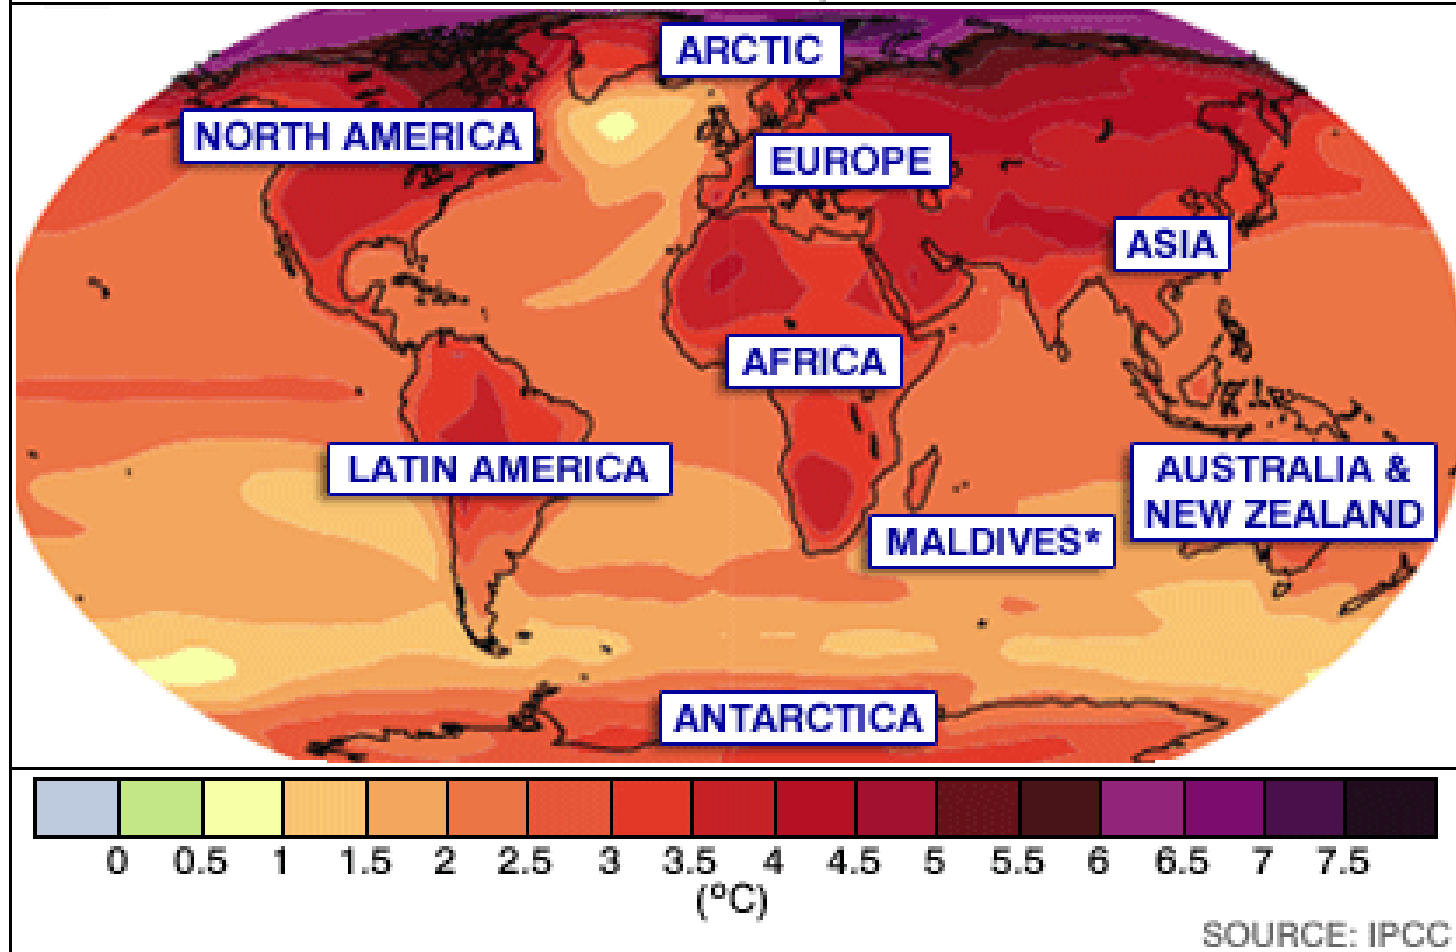 ARCTIC
NORTH AMERICA
EUROPE
ASIA
AFRICA
LATIN AMERICA
AUSTRALIA &
NEW ZEALAND
MALDIVES*
ANTARCTICA
0 0.5 1 1.5 2 2.5 3 3.5 4 4.5 5 5.5 6 6.5 7 7.5
(ºC)
SOURCE: IPCC